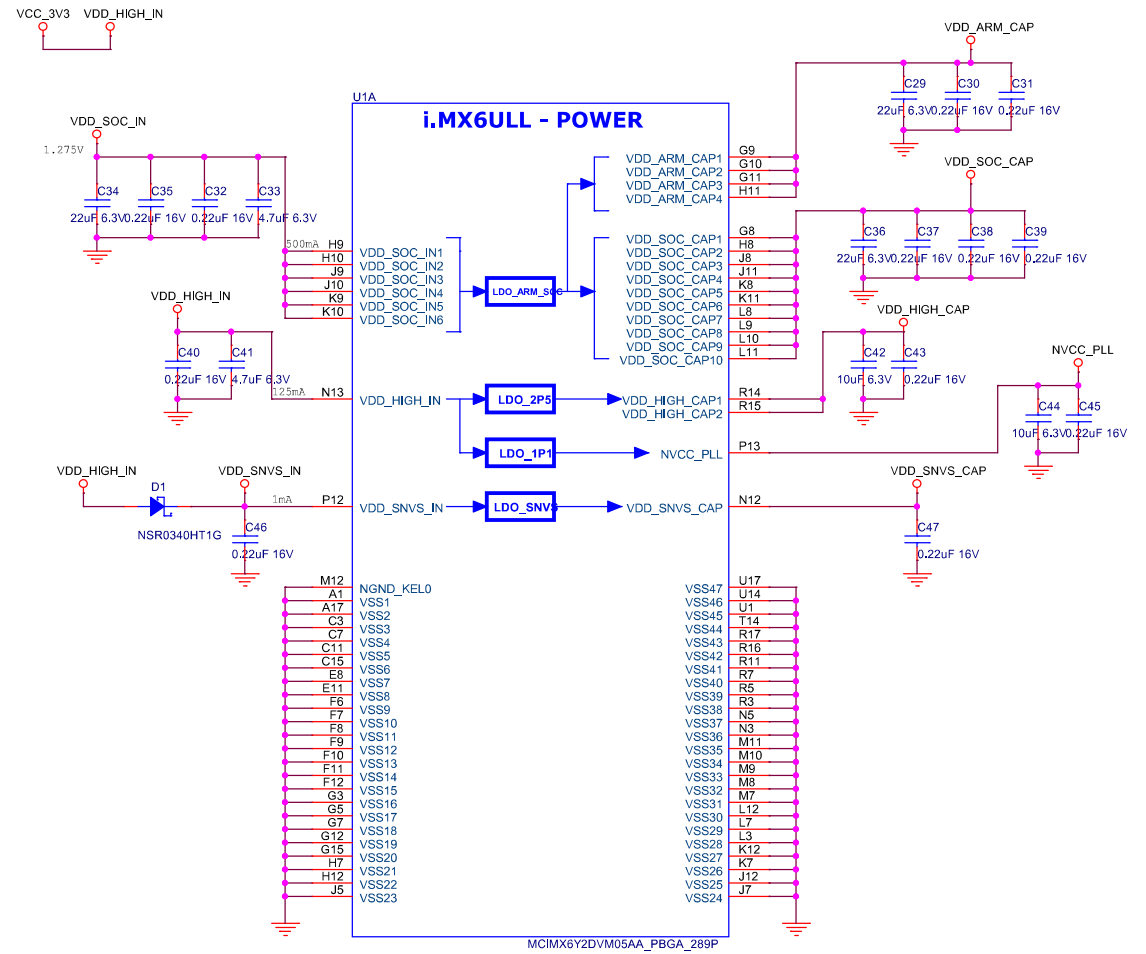 VCC_3V3 VDD_HIGH_IN
VDD_ARM_CAP
C29 C30 C31
22uF 6.3V 0.22uF 16V 0.22uF 16V
U1A
i.MX6ULL - POWER
VDD_SOC_IN
1.275V
C34 C35 C32 C33
22uF 6.3V 0.22uF 16V 0.22uF 16V 4.7uF 6.3V
VDD_ARM_CAP1 G9
VDD_ARM_CAP2 G10
VDD_ARM_CAP3 G11
VDD_ARM_CAP4 H11
VDD_SOC_CAP
C36 C37 C38 C39
22uF 6.3V 0.22uF 16V 0.22uF 16V 0.22uF 16V
500mA
H9 VDD_SOC_IN1
H10 VDD_SOC_IN2
J9 VDD_SOC_IN3
J10 VDD_SOC_IN4
K9 VDD_SOC_IN5
K10 VDD_SOC_IN6
LDO_ARM_SOC
VDD_SOC_CAP1 G8
VDD_SOC_CAP2 H8
VDD_SOC_CAP3 J8
VDD_SOC_CAP4 J11
VDD_SOC_CAP5 K8
VDD_SOC_CAP6 K11
VDD_SOC_CAP7 L8
VDD_SOC_CAP8 L9
VDD_SOC_CAP9 L10
VDD_SOC_CAP10 L11
VDD_HIGH_IN
C40 C41
0.22uF 16V 4.7uF 6.3V
125mA
N13 VDD_HIGH_IN
LDO_2P5
VDD_HIGH_CAP1 R14
VDD_HIGH_CAP2 R15
VDD_HIGH_CAP
C42 C43
10uF 6.3V 0.22uF 16V
LDO_1P1
NVCC_PLL P13
NVCC_PLL
C44 C45
10uF 6.3V 0.22uF 16V
VDD_HIGH_IN VDD_SNVS_IN
D1
NSR0340HT1G
1mA
P12 VDD_SNVS_IN
C46
0.22uF 16V
LDO_SNVS
VDD_SNVS_CAP N12
VDD_SNVS_CAP
C47
0.22uF 16V
M12 NGND_KEL0
A1 VSS1
A17 VSS2
C3 VSS3
C7 VSS4
C11 VSS5
C15 VSS6
E8 VSS7
E11 VSS8
F6 VSS9
F7 VSS10
F8 VSS11
F9 VSS12
F10 VSS13
F11 VSS14
F12 VSS15
G3 VSS16
G5 VSS17
G7 VSS18
G12 VSS19
G15 VSS20
H7 VSS21
H12 VSS22
J5 VSS23
VSS47 U17
VSS46 U14
VSS45 U1
VSS44 T14
VSS43 R17
VSS42 R16
VSS41 R11
VSS40 R7
VSS39 R5
VSS38 R3
VSS37 N5
VSS36 N3
VSS35 M11
VSS34 M10
VSS33 M9
VSS32 M8
VSS31 M7
VSS30 L12
VSS29 L7
VSS28 L3
VSS27 K12
VSS26 K7
VSS25 J12
VSS24 J7
MCIMX6Y2DVM05AA_PBGA_289P